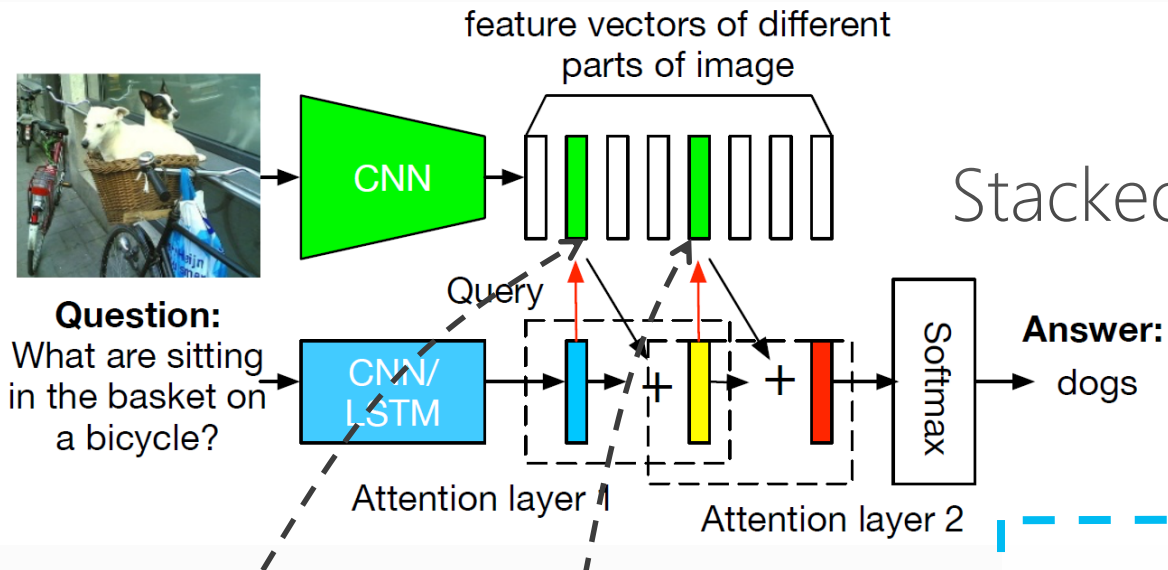 feature vectors of different
parts of image
CNN
Stacked
Query
Question:
What are sitting
in the basket on
a bicycle?
CNN/
LSTM
+
+
Softmax
Answer:
dogs
Attention layer 1
Attention layer 2